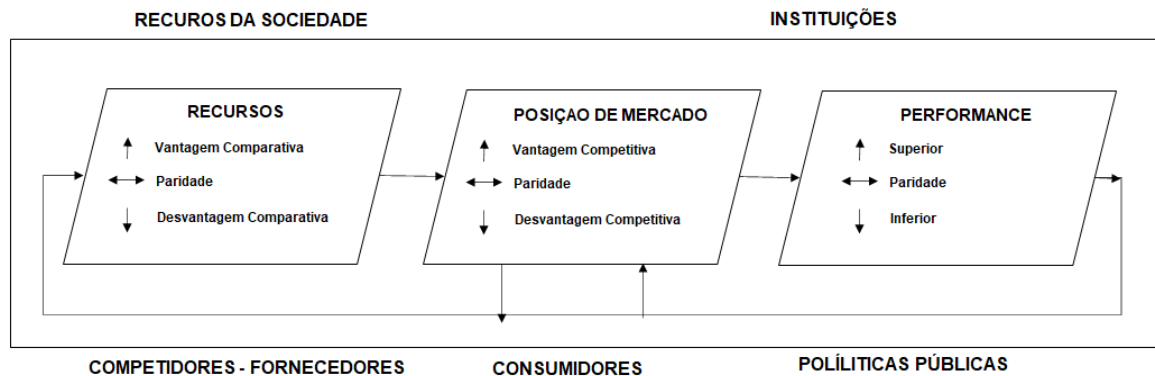 RECUROS DA SOCIEDADE
INSTITUIÇÕES
RECURSOS
Vantagem Comparativa
Paridade
Desvantagem Comparativa
POSIÇAO DE MERCADO
Vantagem Competitiva
Paridade
Desvantagem Competitiva
PERFORMANCE
Superior
Paridade
Inferior
COMPETIDORES - FORNECEDORES
CONSUMIDORES
POLÍLITICAS PÚBLICAS